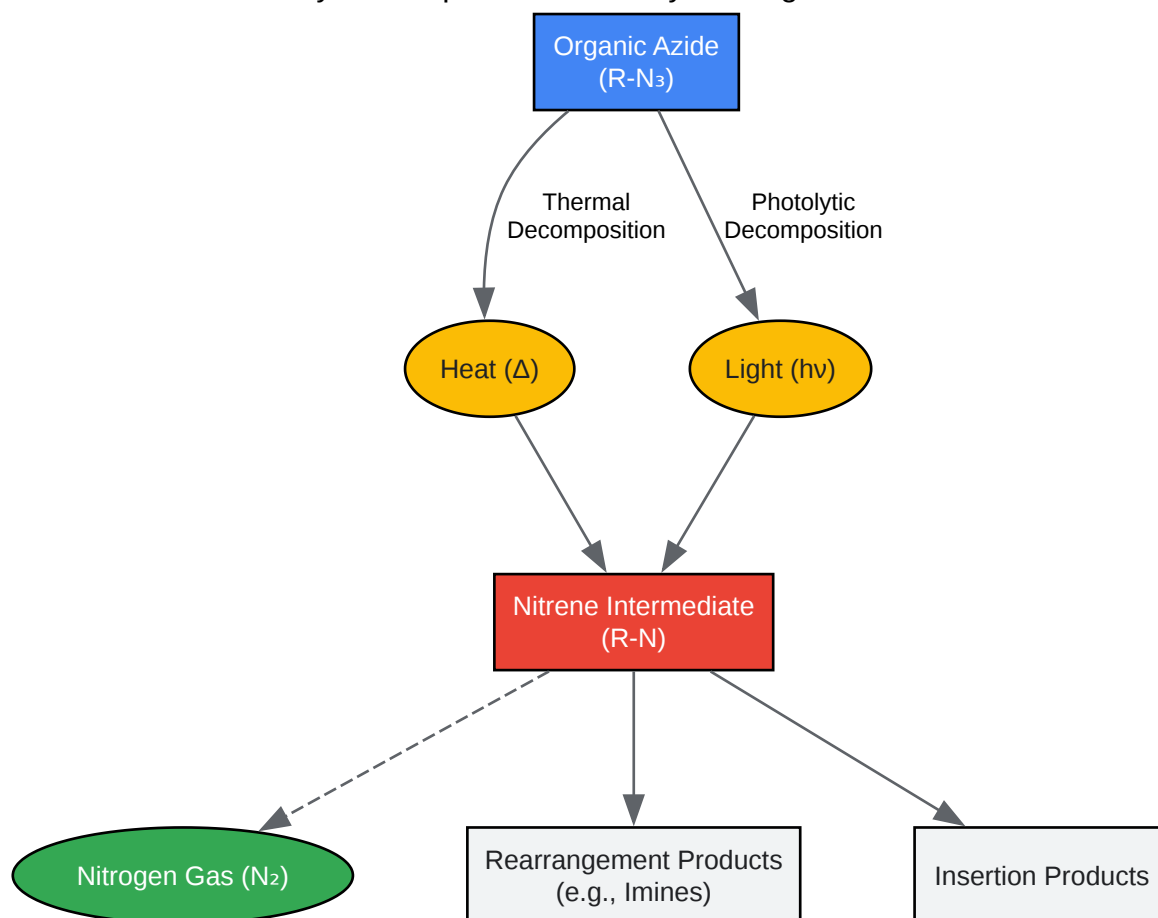 Organic Azide
(R-N₃)
Thermal
Decomposition
Photolytic
Decomposition
Heat (Δ)
Light (hν)
Nitrene Intermediate
(R-N)
Nitrogen Gas (N₂)
Rearrangement Products
(e.g., Imines)
Insertion Products